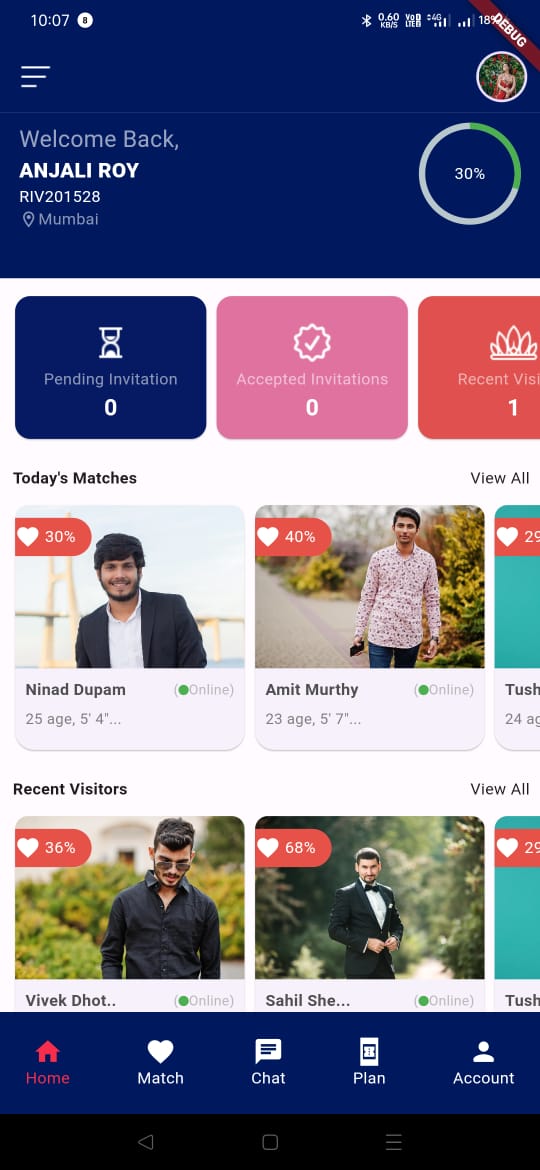 10:07 8 0.60 KB/S VoD LTE 4G 18%
DEBUG
Welcome Back,
ANJALI ROY
RIV201528
Mumbai
30%
Pending Invitation
0
Accepted Invitations
0
Recent Visi
1
Today's Matches View All
30% 40% 29
Ninad Dupam (Online) Amit Murthy (Online) Tush
25 age, 5' 4"... 23 age, 5' 7"... 24 ag
Recent Visitors View All
36% 68% 29
Vivek Dhot.. (Online) Sahil She... (Online) Tush
Home Match Chat Plan Account